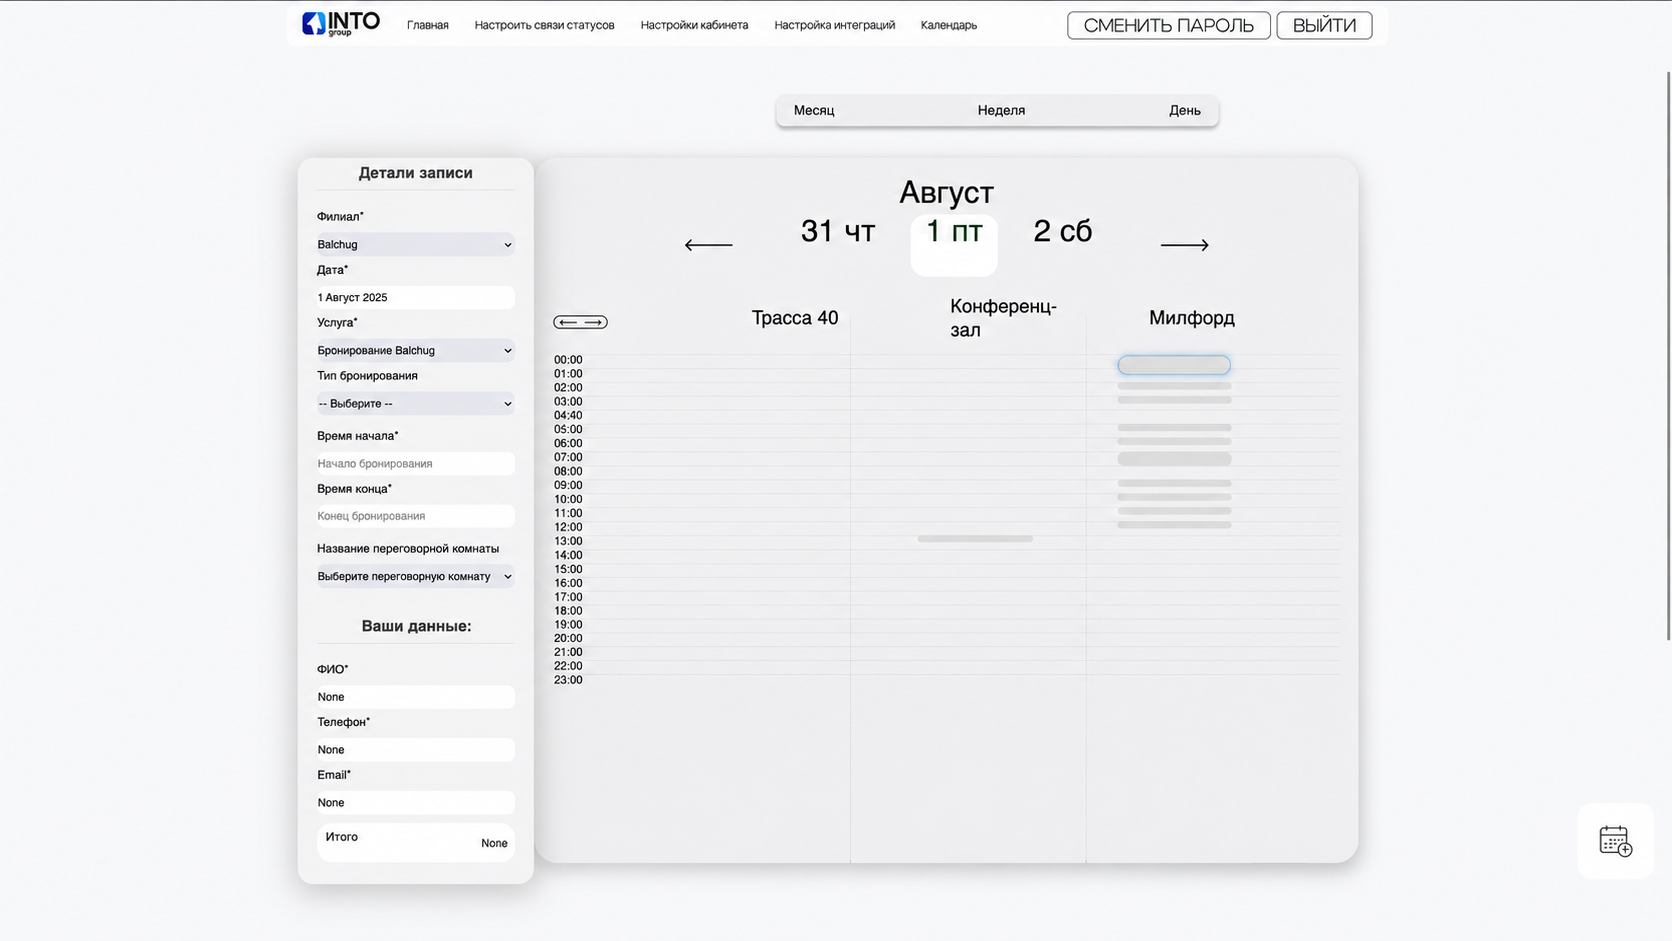 INTO
group
Главная
Настроить связи статусов
Настройки кабинета
Настройка интеграций
Календарь
СМЕНИТЬ ПАРОЛЬ
ВЫЙТИ
Месяц
Неделя
День
Детали записи
Филиал*
Balchug
Дата*
1 Август 2025
Услуга*
Бронирование Balchug
Тип бронирования
-- Выберите --
Время начала*
Начало бронирования
Время конца*
Конец бронирования
Название переговорной комнаты
Выберите переговорную комнату
Ваши данные:
ФИО*
None
Телефон*
None
Email*
None
Итого
None
Август
31 чт
1 пт
2 сб
Трасса 40
Конференц-
зал
Милфорд
00:00
01:00
02:00
03:00
04:40
05:00
06:00
07:00
08:00
09:00
10:00
11:00
12:00
13:00
14:00
15:00
16:00
17:00
18:00
19:00
20:00
21:00
22:00
23:00